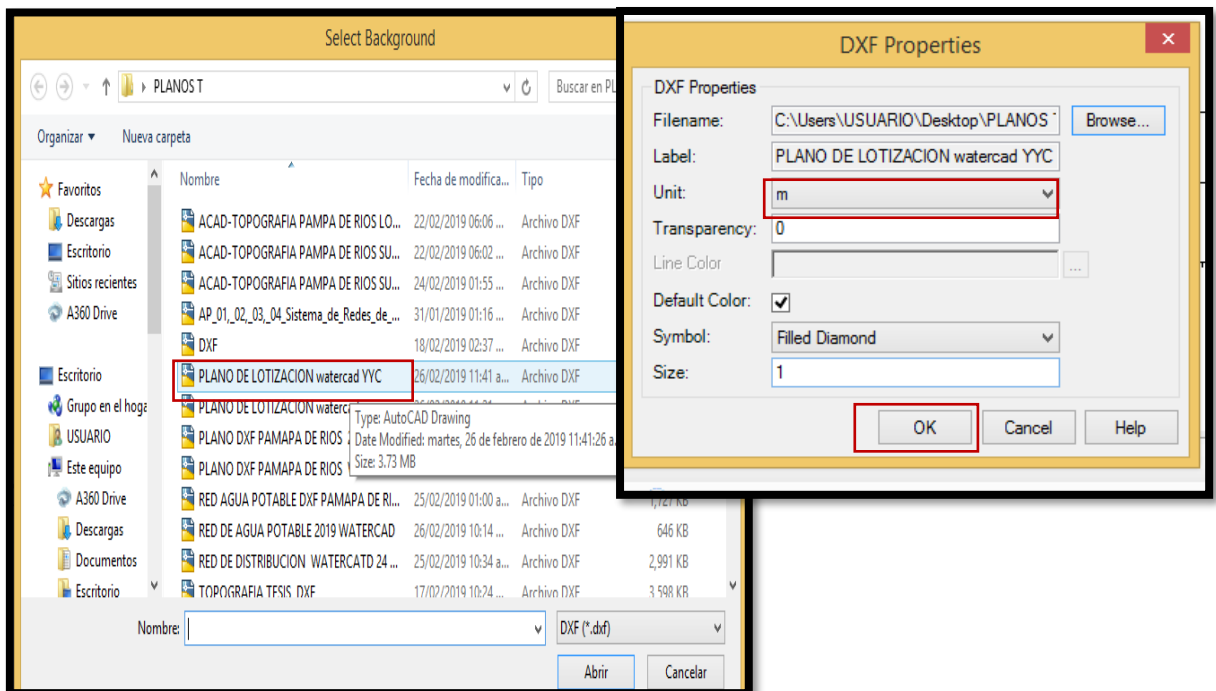 Select Background
PLANOS T
Buscar en PL
Organizar
Nueva carpeta
Nombre
Fecha de modifica...
Tipo
Favoritos
Descargas
Escritorio
Sitios recientes
A360 Drive
Escritorio
Grupo en el hoga
USUARIO
Este equipo
A360 Drive
Descargas
Documentos
Escritorio
ACAD-TOPOGRAFIA PAMPA DE RIOS LO... 22/02/2019 06:06 ... Archivo DXF
ACAD-TOPOGRAFIA PAMPA DE RIOS SU... 22/02/2019 06:02 ... Archivo DXF
ACAD-TOPOGRAFIA PAMPA DE RIOS SU... 24/02/2019 01:55 ... Archivo DXF
AP_01,_02,_03,_04_Sistema_de_Redes_de_... 31/01/2019 01:16 ... Archivo DXF
DXF 18/02/2019 02:37 ... Archivo DXF
PLANO DE LOTIZACION watercad YYC 26/02/2019 11:41 a... Archivo DXF
PLANO DE LOTIZACION waterc
PLANO DXF PAMAPA DE RIOS
PLANO DXF PAMAPA DE RIOS
Type: AutoCAD Drawing
Date Modified: martes, 26 de febrero de 2019 11:41:26 a.
Size: 3.73 MB
RED AGUA POTABLE DXF PAMAPA DE RI... 25/02/2019 01:00 a... Archivo DXF 1,727 KB
RED DE AGUA POTABLE 2019 WATERCAD 26/02/2019 10:14 ... Archivo DXF 646 KB
RED DE DISTRIBUCION WATERCATD 24 ... 25/02/2019 10:34 a... Archivo DXF 2,991 KB
TOPOGRAFIA TESIS DXF 17/02/2019 10:24 ... Archivo DXF 3,598 KB
Nombre:
DXF (*.dxf)
Abrir
Cancelar
DXF Properties
DXF Properties
Filename: C:\Users\USUARIO\Desktop\PLANOS Browse...
Label: PLANO DE LOTIZACION watercad YYC
Unit: m
Transparency: 0
Line Color ...
Default Color:
Symbol: Filled Diamond
Size: 1
OK Cancel Help